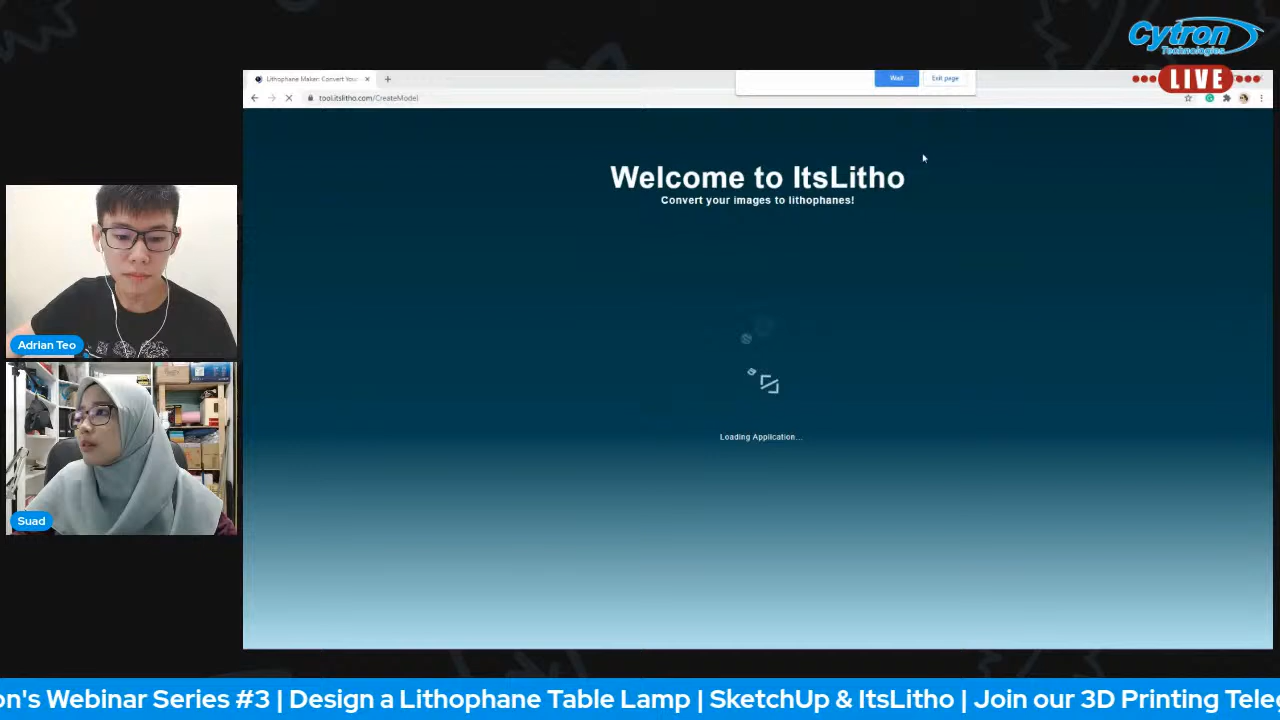 Cytron
Technologies
LIVE
Lithophane Maker: Convert You
Wait
Exit page
tool.itslitho.com/CreateModel
Welcome to ItsLitho
Convert your images to lithophanes!
Loading Application...
Adrian Teo
Suad
on's Webinar Series #3 | Design a Lithophane Table Lamp | SketchUp & ItsLitho | Join our 3D Printing Teleg